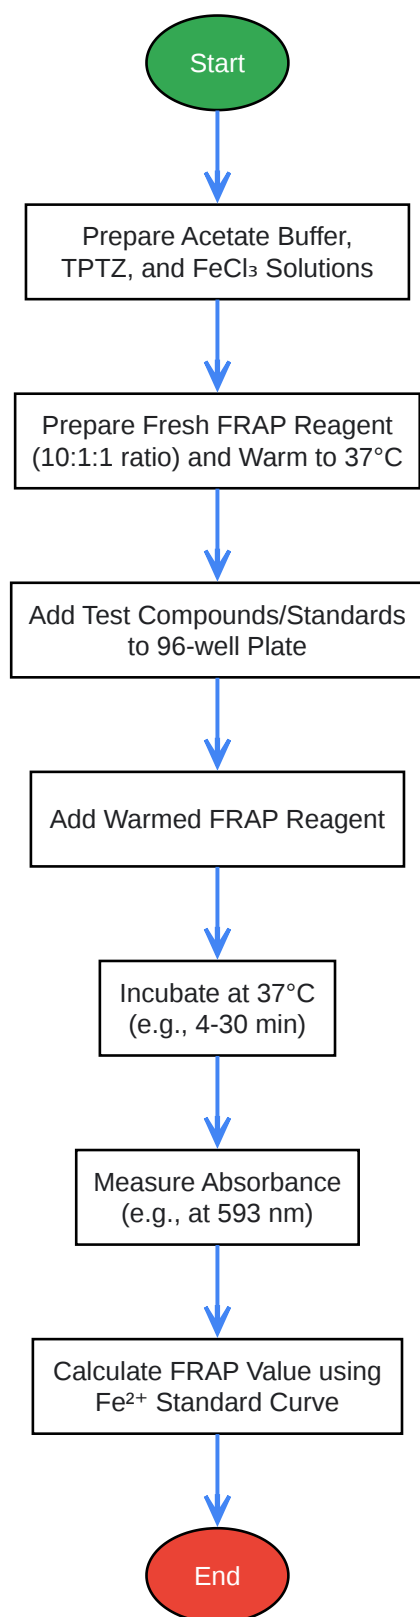 Start
Prepare Acetate Buffer,
TPTZ, and FeCl₃ Solutions
Prepare Fresh FRAP Reagent
(10:1:1 ratio) and Warm to 37°C
Add Test Compounds/Standards
to 96-well Plate
Add Warmed FRAP Reagent
Incubate at 37°C
(e.g., 4-30 min)
Measure Absorbance
(e.g., at 593 nm)
Calculate FRAP Value using
Fe²⁺ Standard Curve
End